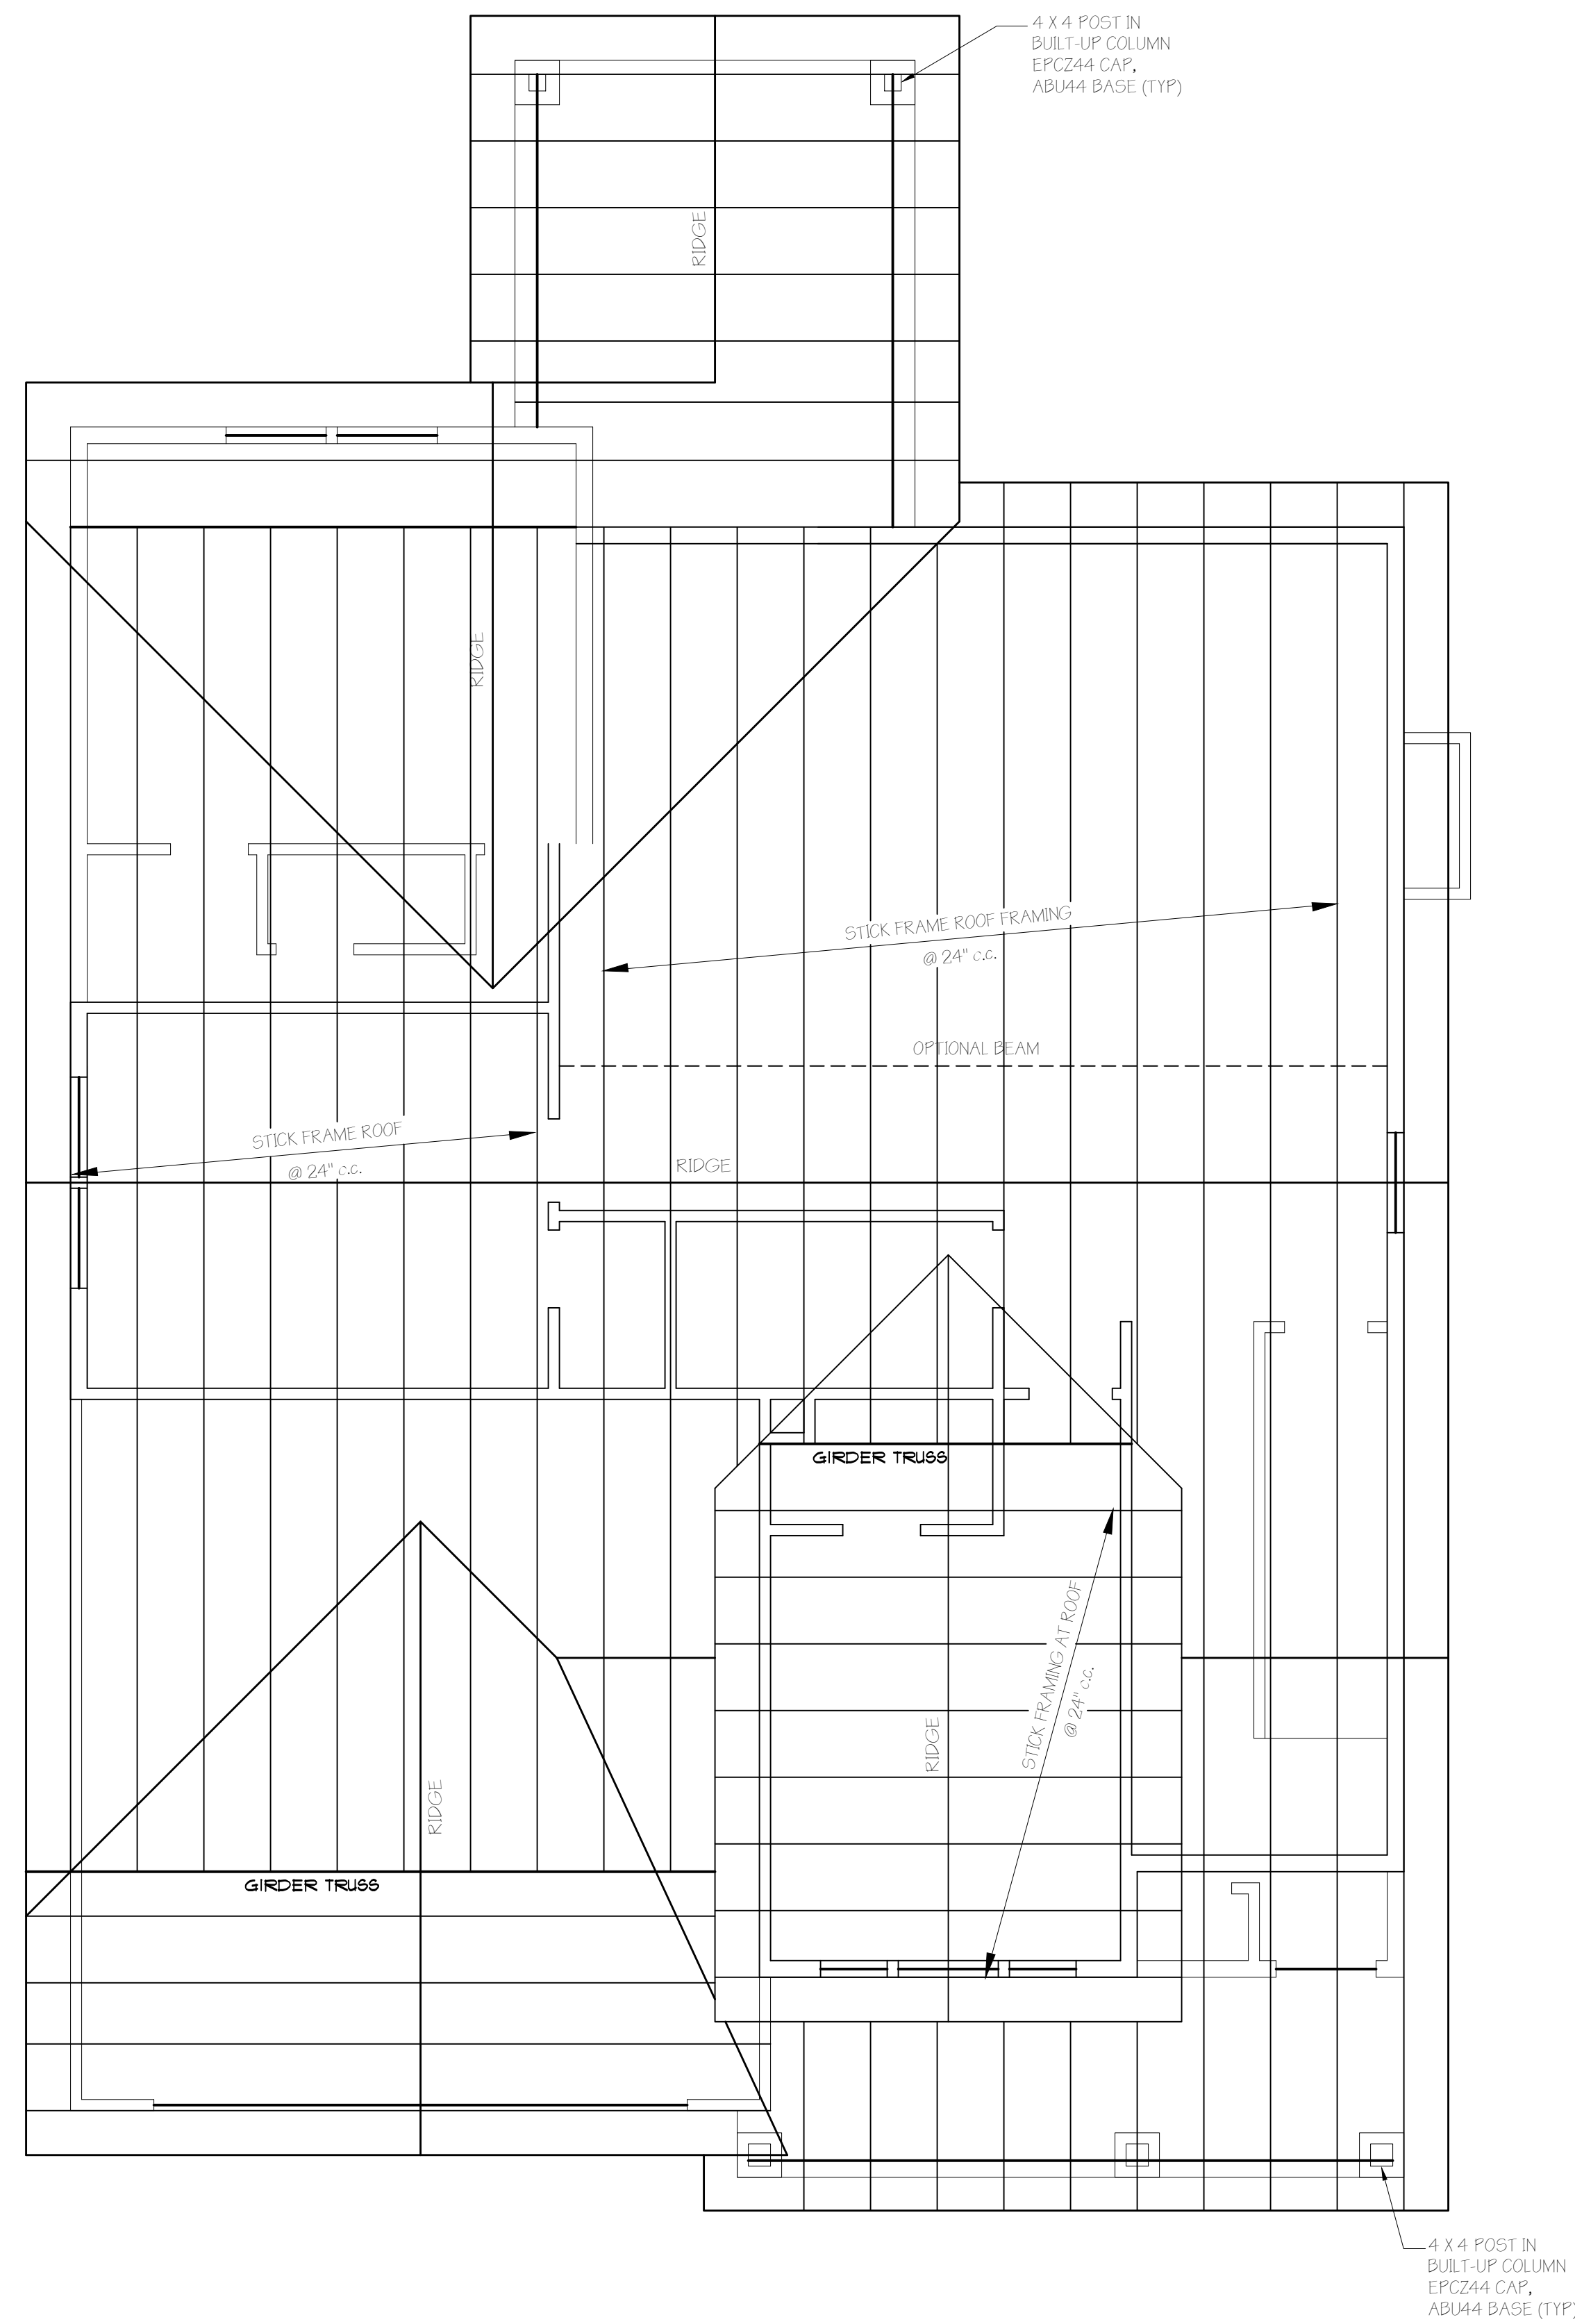 4 X 4 POST IN
BUILT-UP COLUMN
EPCZ44 CAP,
ABU44 BASE (TYP)
RIDGE
RIDGE
STICK FRAME ROOF FRAMING
@ 24" c.c.
OPTIONAL BEAM
STICK FRAME ROOF
@ 24" c.c.
RIDGE
GIRDER TRUSS
STICK FRAMING AT ROOF
@ 24" c.c.
RIDGE
RIDGE
GIRDER TRUSS
4 X 4 POST IN
BUILT-UP COLUMN
EPCZ44 CAP,
ABU44 BASE (TYP)